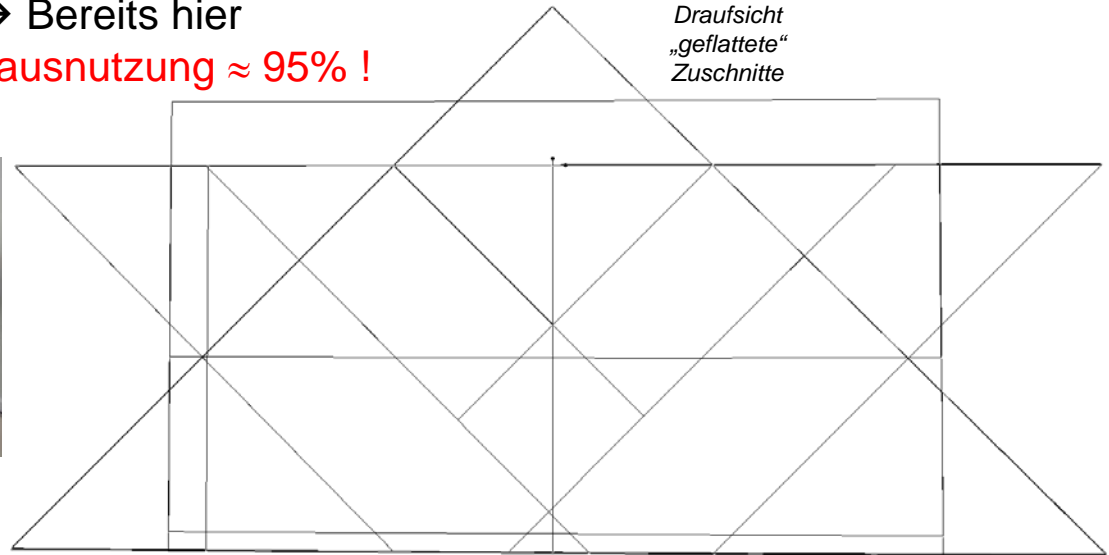 → Bereits hier
ausnutzung ≈ 95% !
Draufsicht
„geflattete“
Zuschnitte